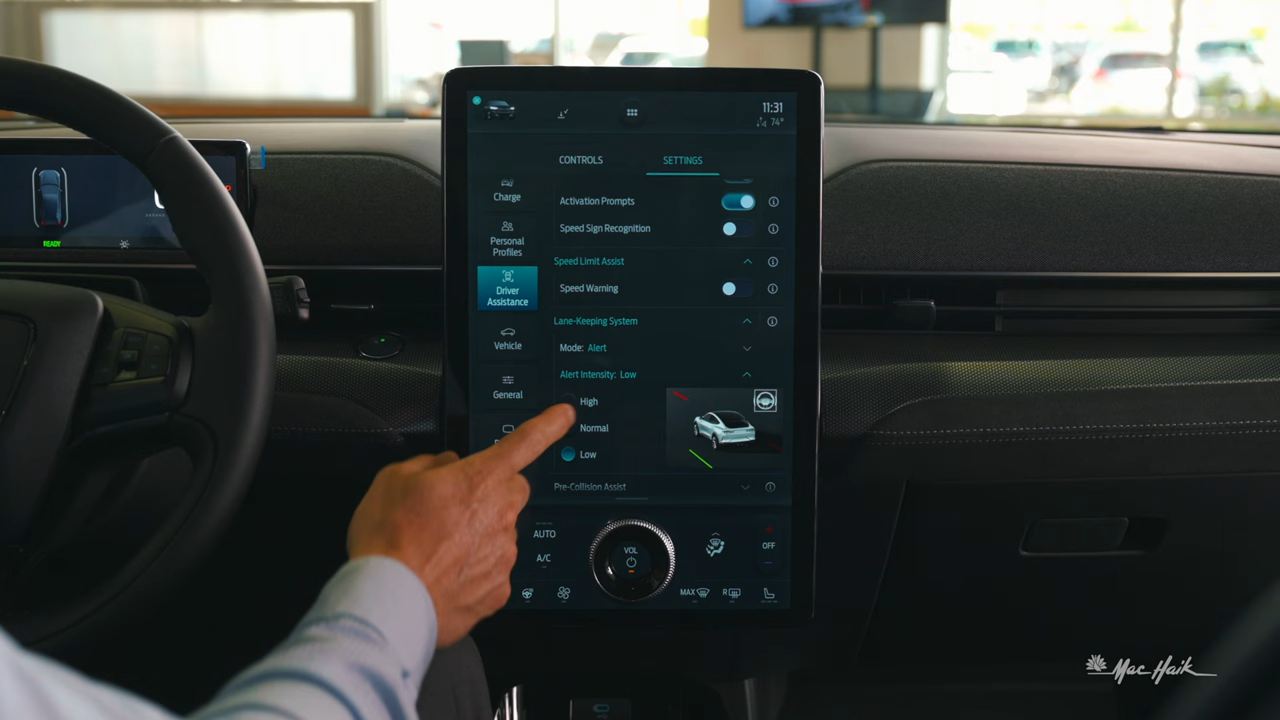 11:31
74°
CONTROLS
SETTINGS
Charge
Activation Prompts
Speed Sign Recognition
Personal
Profiles
Speed Limit Assist
Driver
Assistance
Speed Warning
Lane-Keeping System
Vehicle
Mode: Alert
Alert Intensity: Low
General
High
Normal
Low
Pre-Collision Assist
AUTO
A/C
VOL
OFF
MAX
R
READY
Mac Haik